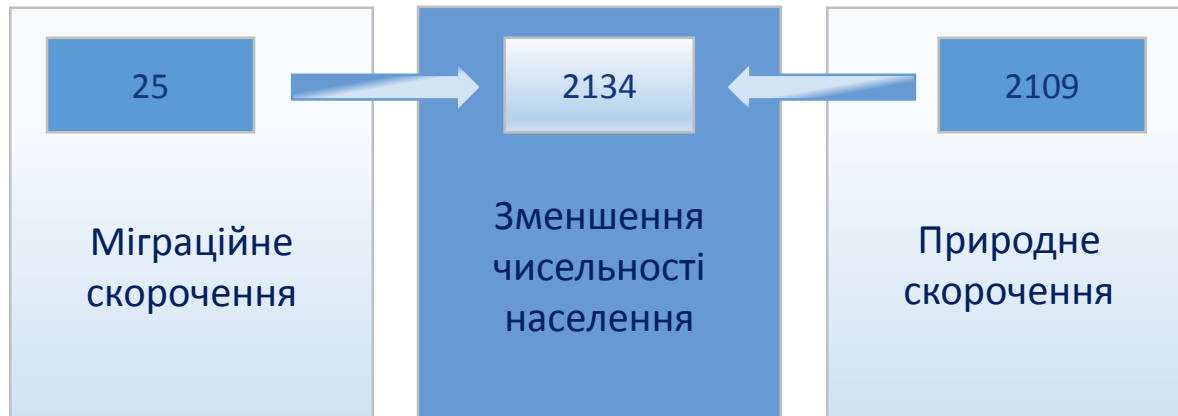 25
Міграційне
скорочення
2134
Зменшення
чисельності
населення
2109
Природне
скорочення